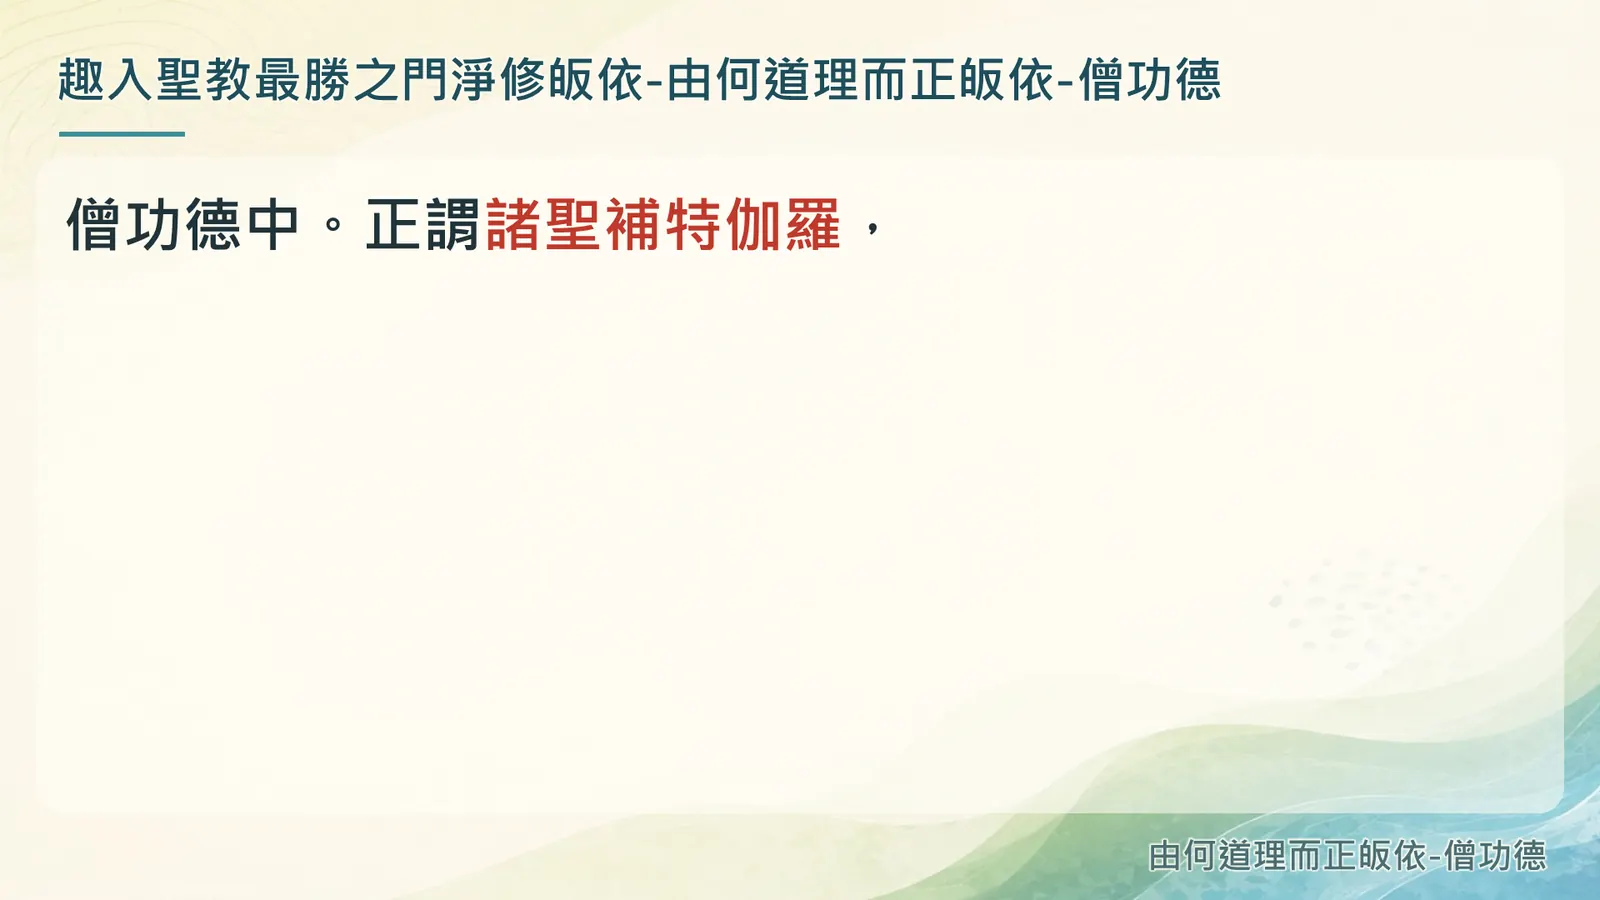 趣入聖教最勝之門淨修皈依-由何道理而正皈依-僧功德
僧功德中。正謂諸聖補特伽羅，
由何道理而正皈依-僧功德